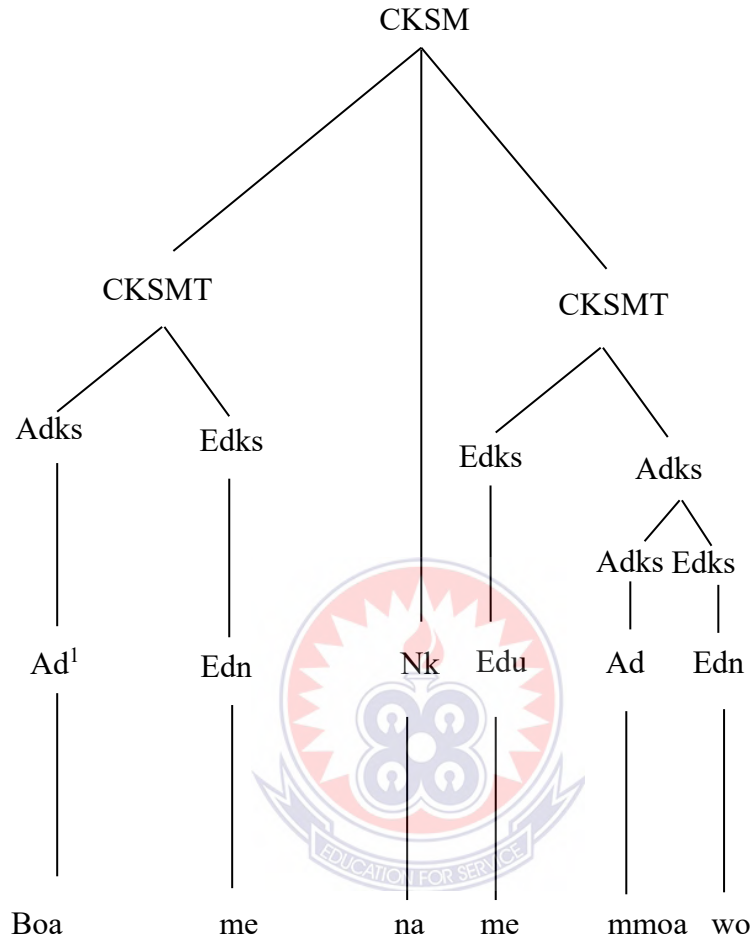 CKSM
CKSMT CKSMT
Adks Edks Edks Adks
Adks Edks
Ad¹ Edn Nk Edu Ad Edn
EDUCATION FOR SERVICE
Boa me na me mmoa wo